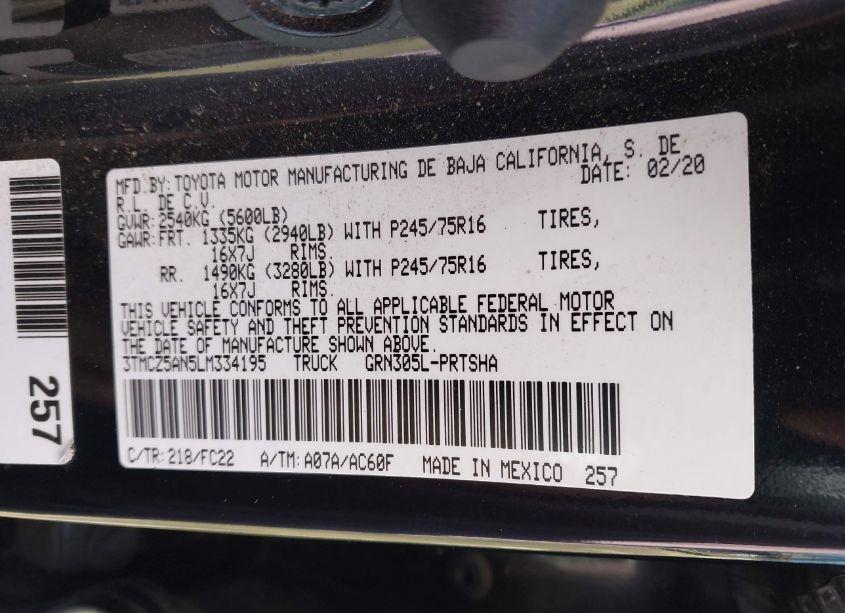 MFD.BY:TOYOTA MOTOR MANUFACTURING DE BAJA CALIFORNIA, S. DE
R.L. DE C.V. DATE: 02/20
GVWR:2540KG (5600LB)
GAWR:FRT. 1335KG (2940LB) WITH P245/75R16 TIRES,
16X7J RIMS.
RR. 1490KG (3280LB) WITH P245/75R16 TIRES,
16X7J RIMS.
THIS VEHICLE CONFORMS TO ALL APPLICABLE FEDERAL MOTOR
VEHICLE SAFETY AND THEFT PREVENTION STANDARDS IN EFFECT ON
THE DATE OF MANUFACTURE SHOWN ABOVE.
3TMCZ5AN5LM334195 TRUCK GRN305L-PRTSHA
C/TR:218/FC22 A/TM:A07A/AC60F MADE IN MEXICO 257
257